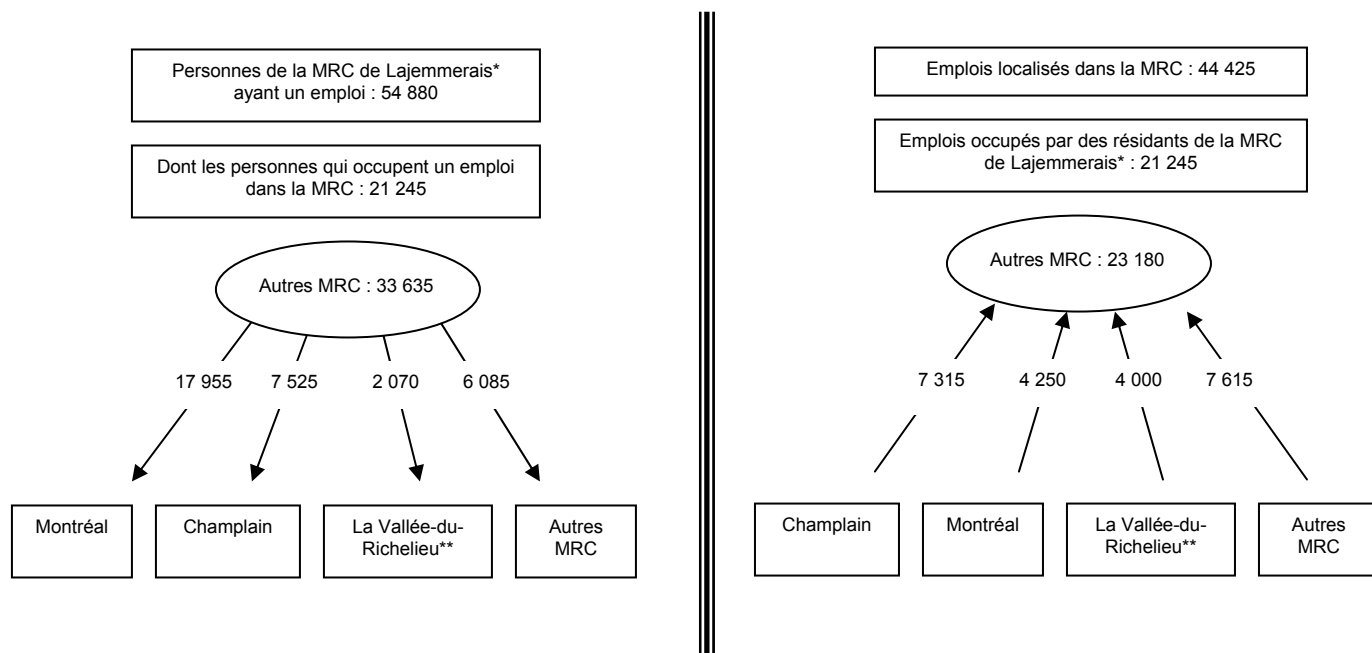 Personnes de la MRC de Lajemmerais*
ayant un emploi : 54 880
Dont les personnes qui occupent un emploi
dans la MRC : 21 245
Autres MRC : 33 635
17 955
7 525
2 070
6 085
Montréal
Champlain
La Vallée-du-
Richelieu**
Autres
MRC
Emplois localisés dans la MRC : 44 425
Emplois occupés par des résidants de la MRC
de Lajemmerais* : 21 245
Autres MRC : 23 180
7 315
4 250
4 000
7 615
Champlain
Montréal
La Vallée-du-
Richelieu**
Autres
MRC